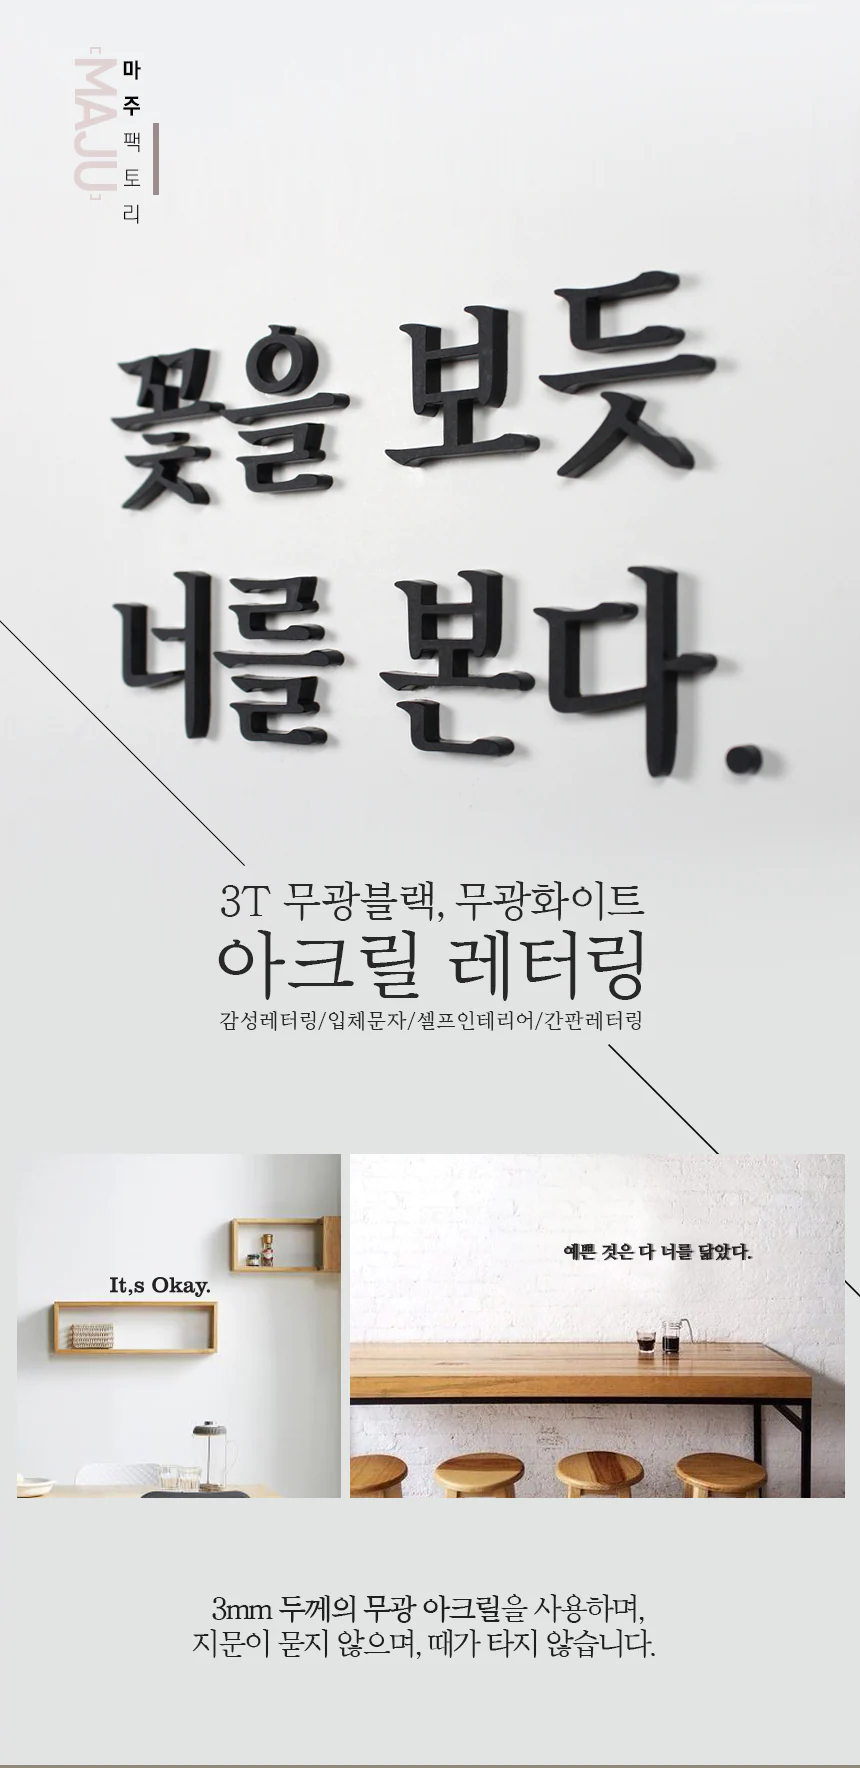 [MAJU]
마주팩토리
꽃을 보듯
너를 본다.
3T 무광블랙, 무광화이트
아크릴 레터링
감성레터링/입체문자/셀프인테리어/간판레터링
It,s Okay.
예쁜 것은 다 너를 닮았다.
3mm 두께의 무광 아크릴을 사용하며,
지문이 묻지 않으며, 때가 타지 않습니다.